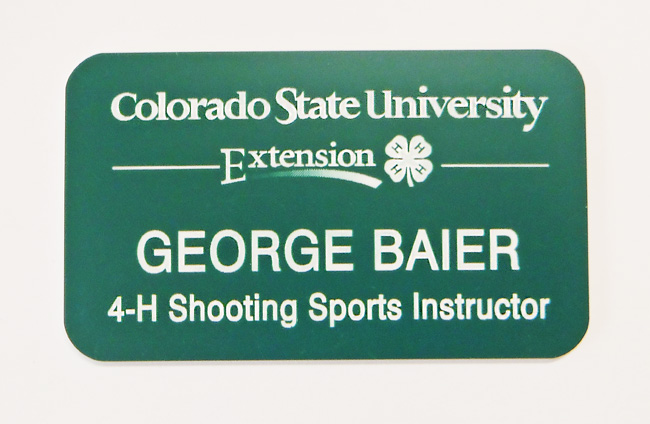 Colorado State University
Extension
H H H H
GEORGE BAIER
4-H Shooting Sports Instructor